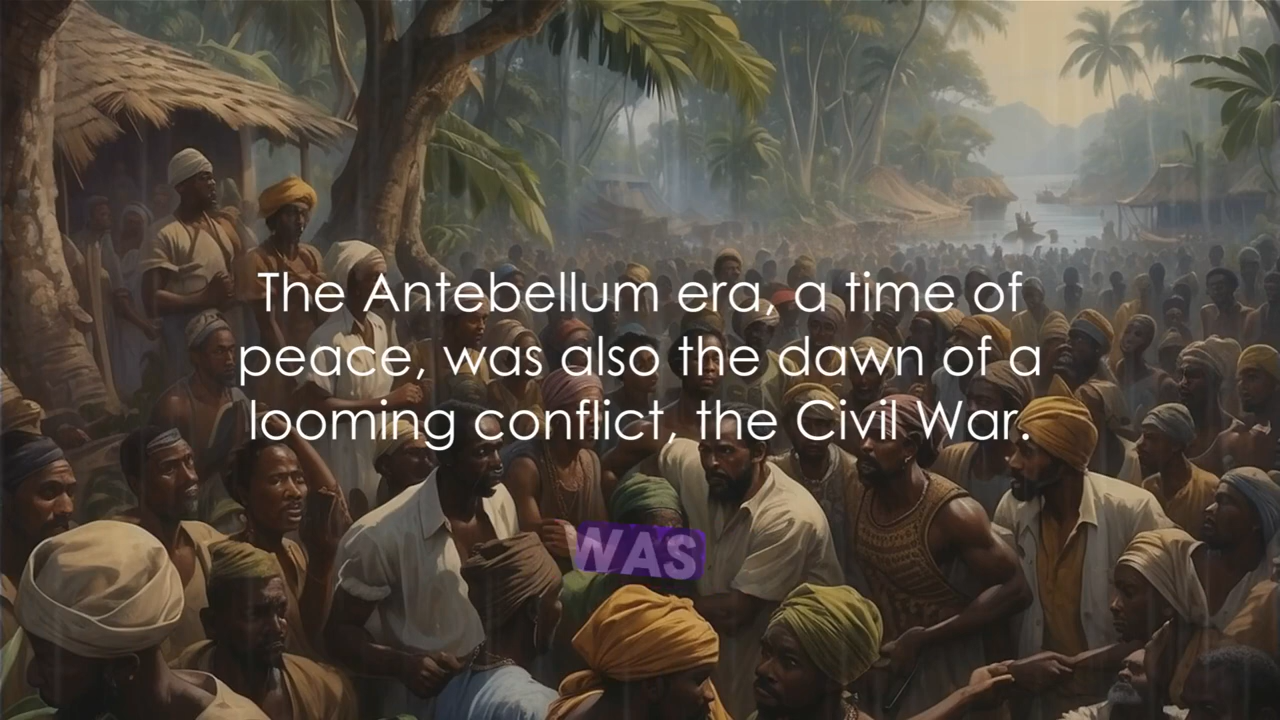 The Antebellum era, a time of
peace, was also the dawn of a
looming conflict, the Civil War.
WAS